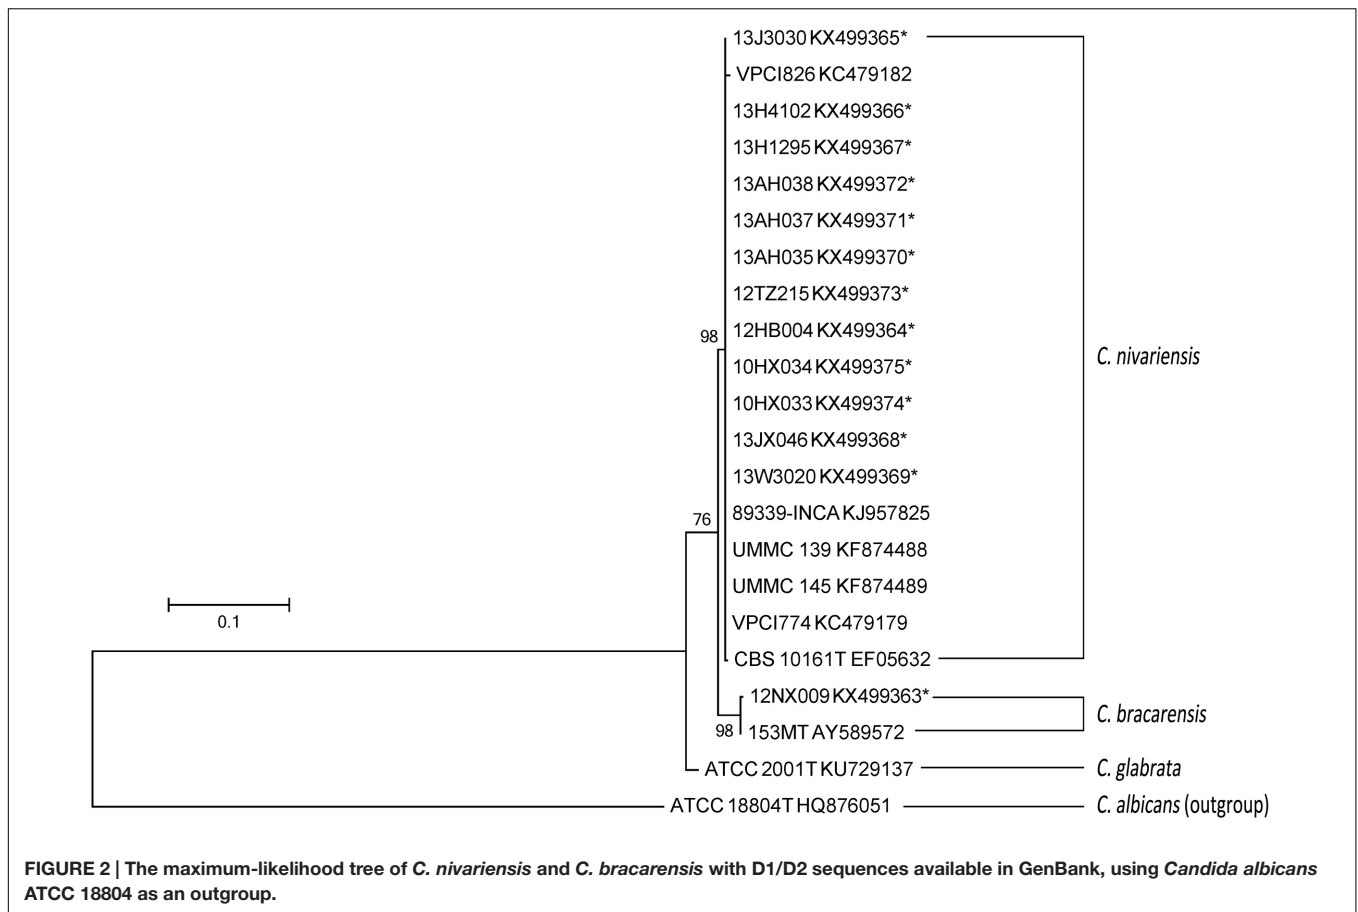 13J3030 KX499365*
VPCI826 KC479182
13H4102 KX499366*
13H1295 KX499367*
13AH038 KX499372*
13AH037 KX499371*
13AH035 KX499370*
12TZ215 KX499373*
12HB004 KX499364*
98
10HX034 KX499375*
C. nivariensis
10HX033 KX499374*
13JX046 KX499368*
13W3020 KX499369*
89339-INCA KJ957825
76
UMMC 139 KF874488
UMMC 145 KF874489
0.1
VPCI774 KC479179
CBS 10161T EF05632
12NX009 KX499363*
C. bracarensis
98
153MT AY589572
ATCC 2001T KU729137
C. glabrata
ATCC 18804T HQ876051
C. albicans (outgroup)
FIGURE 2 | The maximum-likelihood tree of C. nivariensis and C. bracarensis with D1/D2 sequences available in GenBank, using Candida albicans
ATCC 18804 as an outgroup.